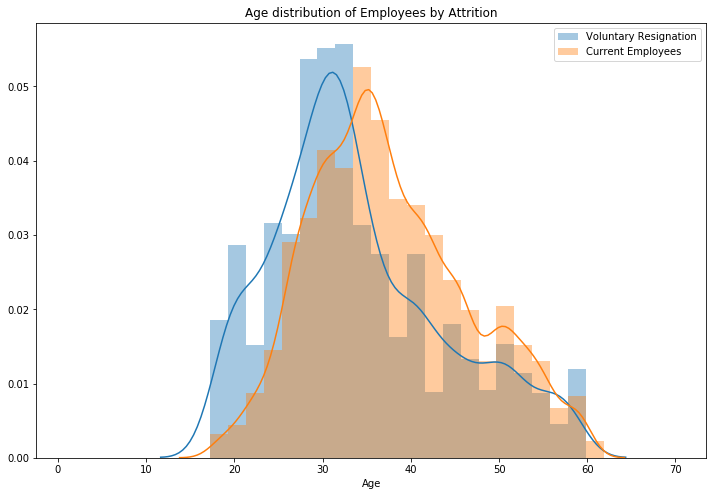 Age distribution of Employees by Attrition
Voluntary Resignation
Current Employees
0.05
0.04
0.03
0.02
0.01
0.00
0 10 20 30 40 50 60 70
Age